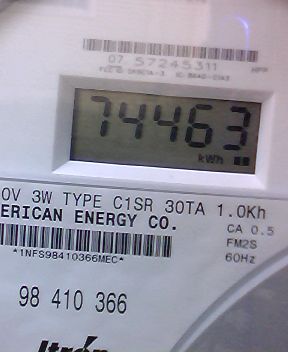 07 57245311
74463
kWh
0V 3W TYPE C1SR 30TA 1.0Kh
ERICAN ENERGY CO.
CA 0.5
FM2S
60Hz
*1NFS98410366MEC*
98 410 366
Itron